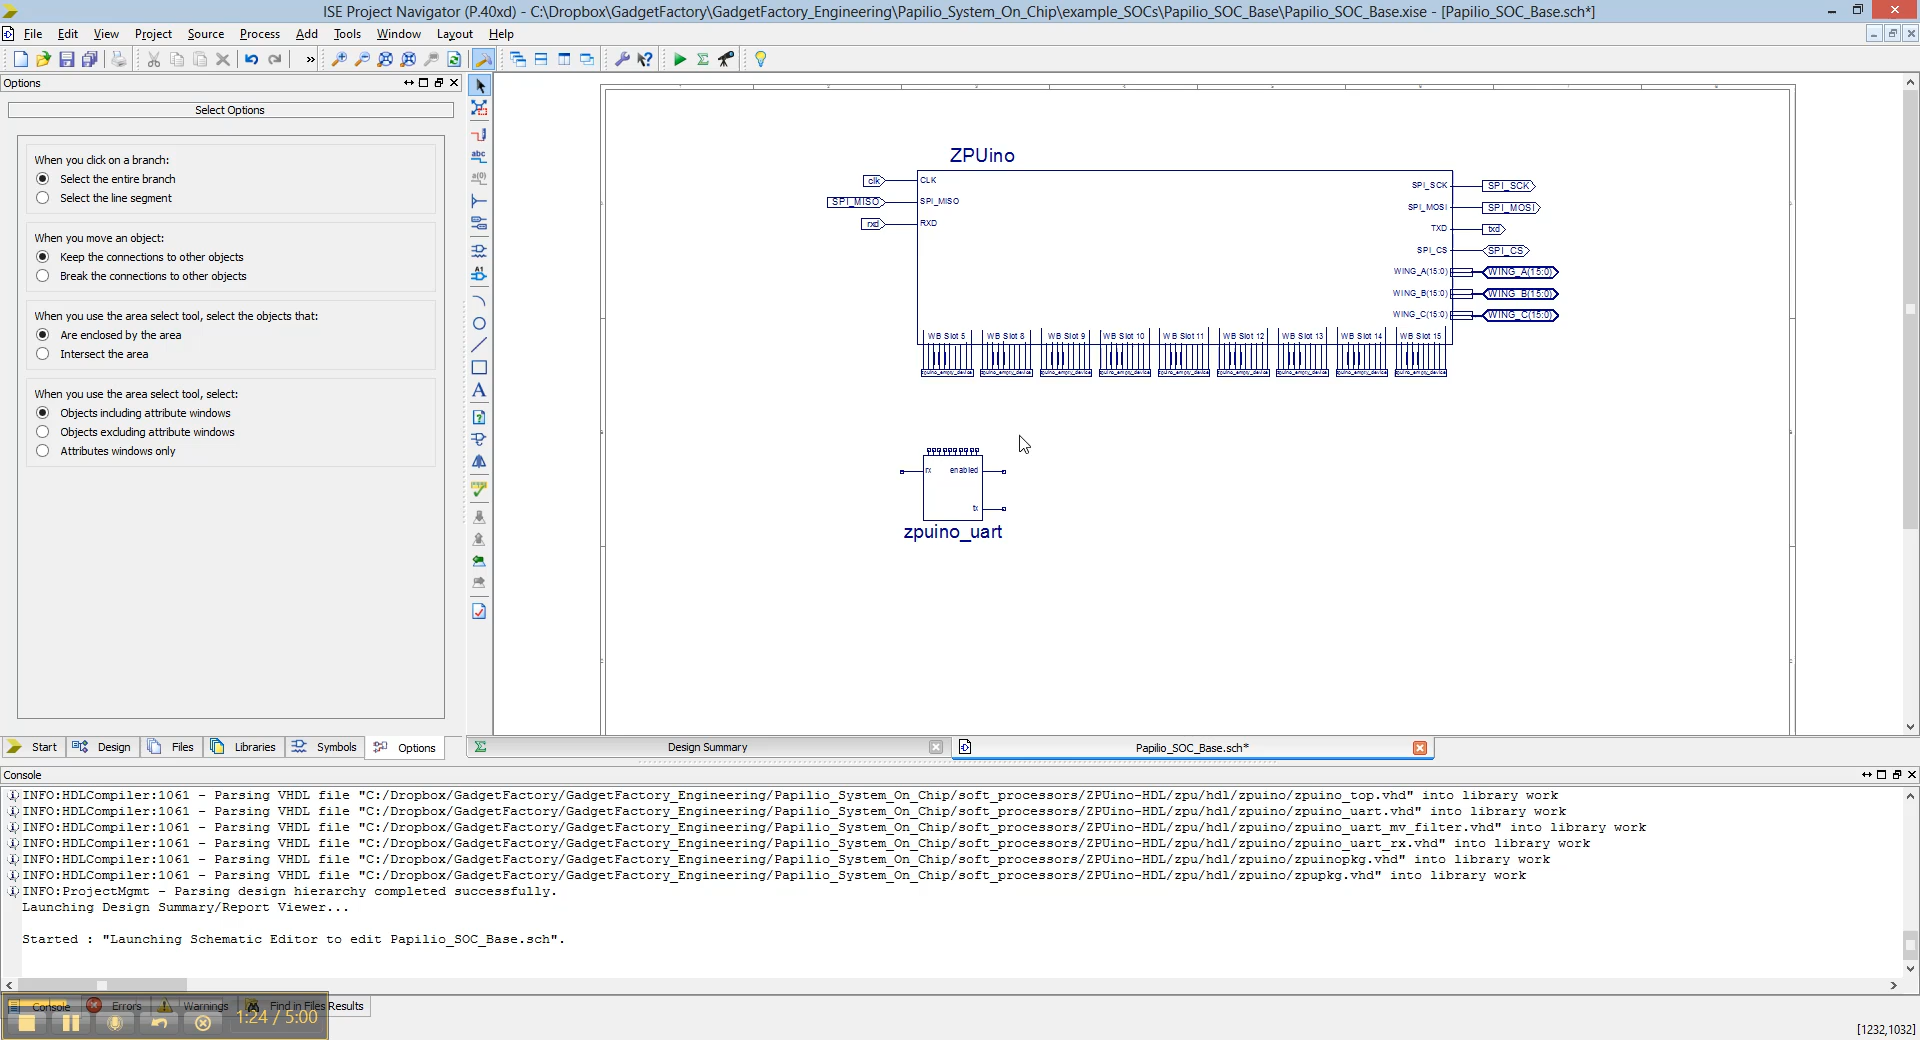 ISE Project Navigator (P.40xd) - C:\Dropbox\GadgetFactory\GadgetFactory_Engineering\Papilio_System_On_Chip\example_SOCs\Papilio_SOC_Base\Papilio_SOC_Base.xise - [Papilio_SOC_Base.sch*]
File Edit View Project Source Process Add Tools Window Layout Help
Options
Select Options
When you click on a branch:
Select the entire branch
Select the line segment
When you move an object:
Keep the connections to other objects
Break the connections to other objects
When you use the area select tool, select the objects that:
Are enclosed by the area
Intersect the area
When you use the area select tool, select:
Objects including attribute windows
Objects excluding attribute windows
Attributes windows only
Start Design Files Libraries Symbols Options
ZPUino
clk CLK
SPI_MISO SPI_MISO
rxd RXD
SPI_SCK SPI_SCK
SPI_MOSI SPI_MOSI
TXD txd
SPI_CS SPI_CS
WING_A(15:0) WING_A(15:0)
WING_B(15:0) WING_B(15:0)
WING_C(15:0) WING_C(15:0)
WB Slot 5 WB Slot 8 WB Slot 9 WB Slot 10 WB Slot 11 WB Slot 12 WB Slot 13 WB Slot 14 WB Slot 15
zpuino_empty_device zpuino_empty_device zpuino_empty_device zpuino_empty_device zpuino_empty_device zpuino_empty_device zpuino_empty_device zpuino_empty_device zpuino_empty_device
rx enabled
tx
zpuino_uart
Design Summary
Papilio_SOC_Base.sch*
Console
INFO:HDLCompiler:1061 - Parsing VHDL file "C:/Dropbox/GadgetFactory/GadgetFactory_Engineering/Papilio_System_On_Chip/soft_processors/ZPUino-HDL/zpu/hdl/zpuino/zpuino_top.vhd" into library work
INFO:HDLCompiler:1061 - Parsing VHDL file "C:/Dropbox/GadgetFactory/GadgetFactory_Engineering/Papilio_System_On_Chip/soft_processors/ZPUino-HDL/zpu/hdl/zpuino/zpuino_uart.vhd" into library work
INFO:HDLCompiler:1061 - Parsing VHDL file "C:/Dropbox/GadgetFactory/GadgetFactory_Engineering/Papilio_System_On_Chip/soft_processors/ZPUino-HDL/zpu/hdl/zpuino/zpuino_uart_mv_filter.vhd" into library work
INFO:HDLCompiler:1061 - Parsing VHDL file "C:/Dropbox/GadgetFactory/GadgetFactory_Engineering/Papilio_System_On_Chip/soft_processors/ZPUino-HDL/zpu/hdl/zpuino/zpuino_uart_rx.vhd" into library work
INFO:HDLCompiler:1061 - Parsing VHDL file "C:/Dropbox/GadgetFactory/GadgetFactory_Engineering/Papilio_System_On_Chip/soft_processors/ZPUino-HDL/zpu/hdl/zpuino/zpuinopkg.vhd" into library work
INFO:HDLCompiler:1061 - Parsing VHDL file "C:/Dropbox/GadgetFactory/GadgetFactory_Engineering/Papilio_System_On_Chip/soft_processors/ZPUino-HDL/zpu/hdl/zpuino/zpupkg.vhd" into library work
INFO:ProjectMgmt - Parsing design hierarchy completed successfully.
Launching Design Summary/Report Viewer...
Started : "Launching Schematic Editor to edit Papilio_SOC_Base.sch".
Console Errors Warnings Find in Files Results
1:24 / 5:00
[1232,1032]